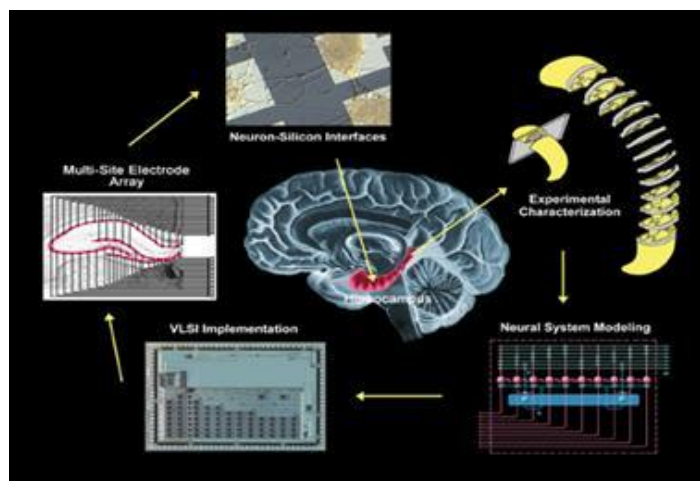 Neuron-Silicon Interfaces
Multi-Site Electrode
Array
Experimental
Characterization
Hippocampus
VLSI Implementation
Neural System Modeling